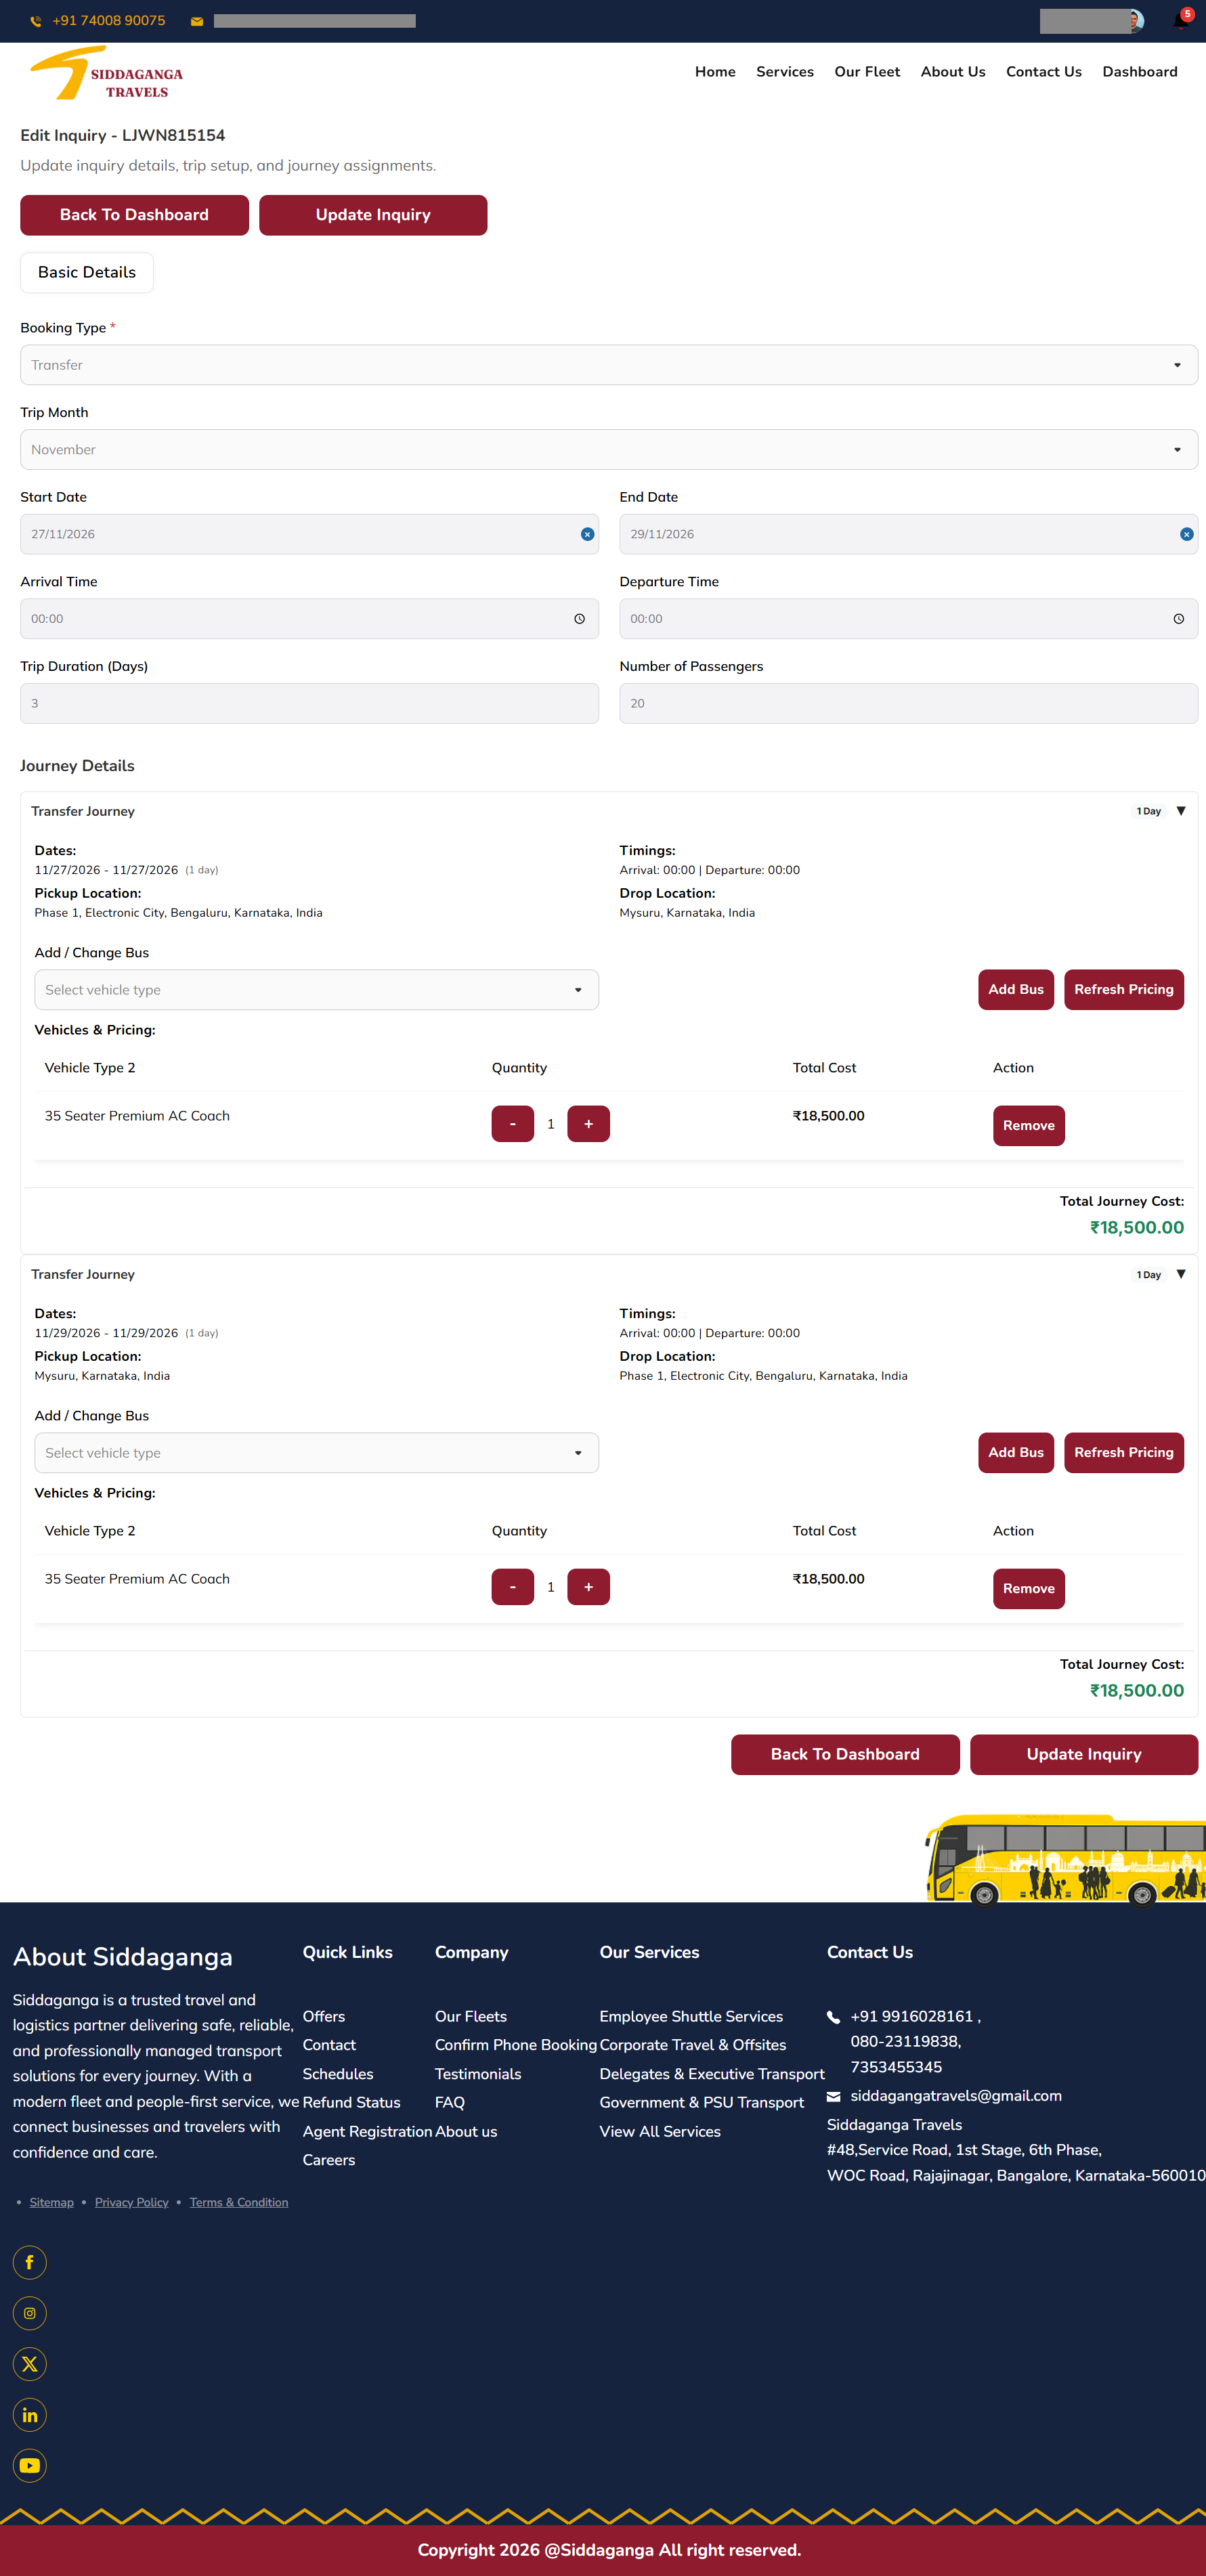 +91 74008 90075
5
SIDDAGANGA
TRAVELS
Home Services Our Fleet About Us Contact Us Dashboard
Edit Inquiry - LJWN815154
Update inquiry details, trip setup, and journey assignments.
Back To Dashboard Update Inquiry
Basic Details
Booking Type *
Transfer
Trip Month
November
Start Date End Date
27/11/2026 29/11/2026
Arrival Time Departure Time
00:00 00:00
Trip Duration (Days) Number of Passengers
3 20
Journey Details
Transfer Journey 1 Day
Dates: Timings:
11/27/2026 - 11/27/2026 (1 day) Arrival: 00:00 | Departure: 00:00
Pickup Location: Drop Location:
Phase 1, Electronic City, Bengaluru, Karnataka, India Mysuru, Karnataka, India
Add / Change Bus
Select vehicle type Add Bus Refresh Pricing
Vehicles & Pricing:
Vehicle Type 2 Quantity Total Cost Action
35 Seater Premium AC Coach - 1 + ₹18,500.00 Remove
Total Journey Cost:
₹18,500.00
Transfer Journey 1 Day
Dates: Timings:
11/29/2026 - 11/29/2026 (1 day) Arrival: 00:00 | Departure: 00:00
Pickup Location: Drop Location:
Mysuru, Karnataka, India Phase 1, Electronic City, Bengaluru, Karnataka, India
Add / Change Bus
Select vehicle type Add Bus Refresh Pricing
Vehicles & Pricing:
Vehicle Type 2 Quantity Total Cost Action
35 Seater Premium AC Coach - 1 + ₹18,500.00 Remove
Total Journey Cost:
₹18,500.00
Back To Dashboard Update Inquiry
About Siddaganga
Siddaganga is a trusted travel and
logistics partner delivering safe, reliable,
and professionally managed transport
solutions for every journey. With a
modern fleet and people-first service, we
connect businesses and travelers with
confidence and care.
• Sitemap • Privacy Policy • Terms & Condition
Quick Links
Offers
Contact
Schedules
Refund Status
Agent Registration
Careers
Company
Our Fleets
Confirm Phone Booking
Testimonials
FAQ
About us
Our Services
Employee Shuttle Services
Corporate Travel & Offsites
Delegates & Executive Transport
Government & PSU Transport
View All Services
Contact Us
+91 9916028161 ,
080-23119838,
7353455345
siddagangatravels@gmail.com
Siddaganga Travels
#48,Service Road, 1st Stage, 6th Phase,
WOC Road, Rajajinagar, Bangalore, Karnataka-560010
Copyright 2026 @Siddaganga All right reserved.